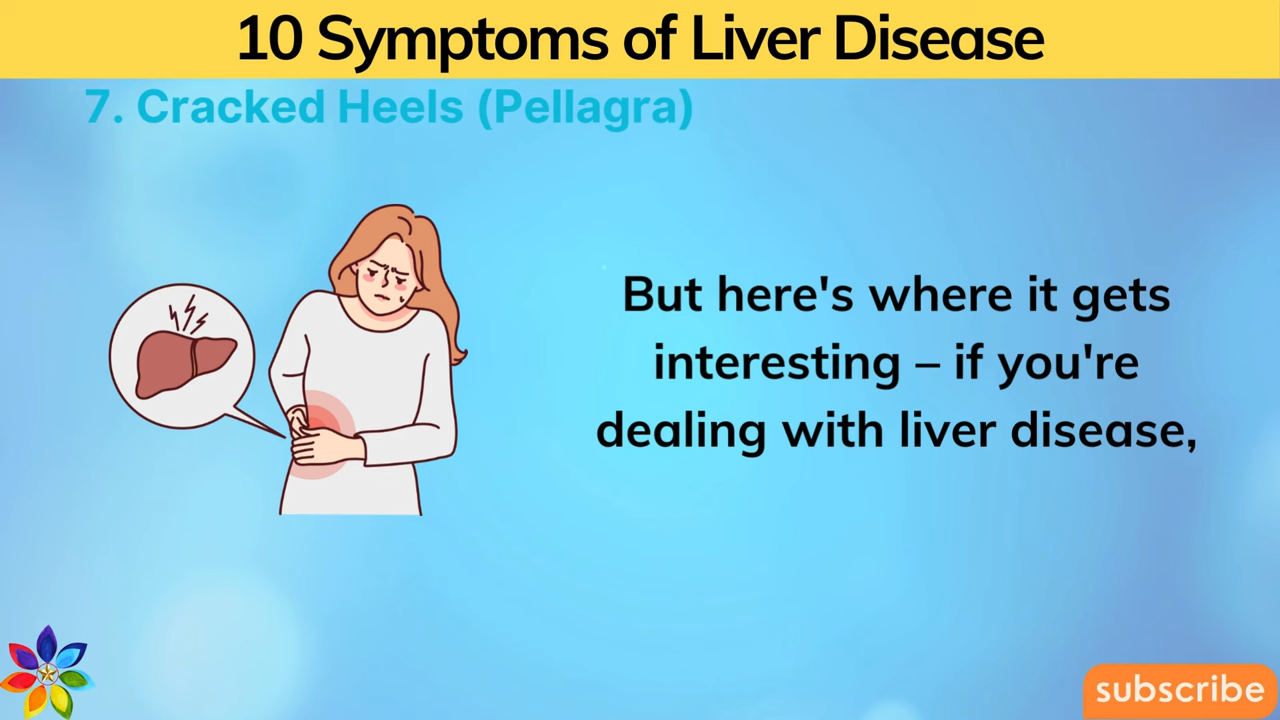 10 Symptoms of Liver Disease
7. Cracked Heels (Pellagra)
But here's where it gets
interesting – if you're
dealing with liver disease,
subscribe